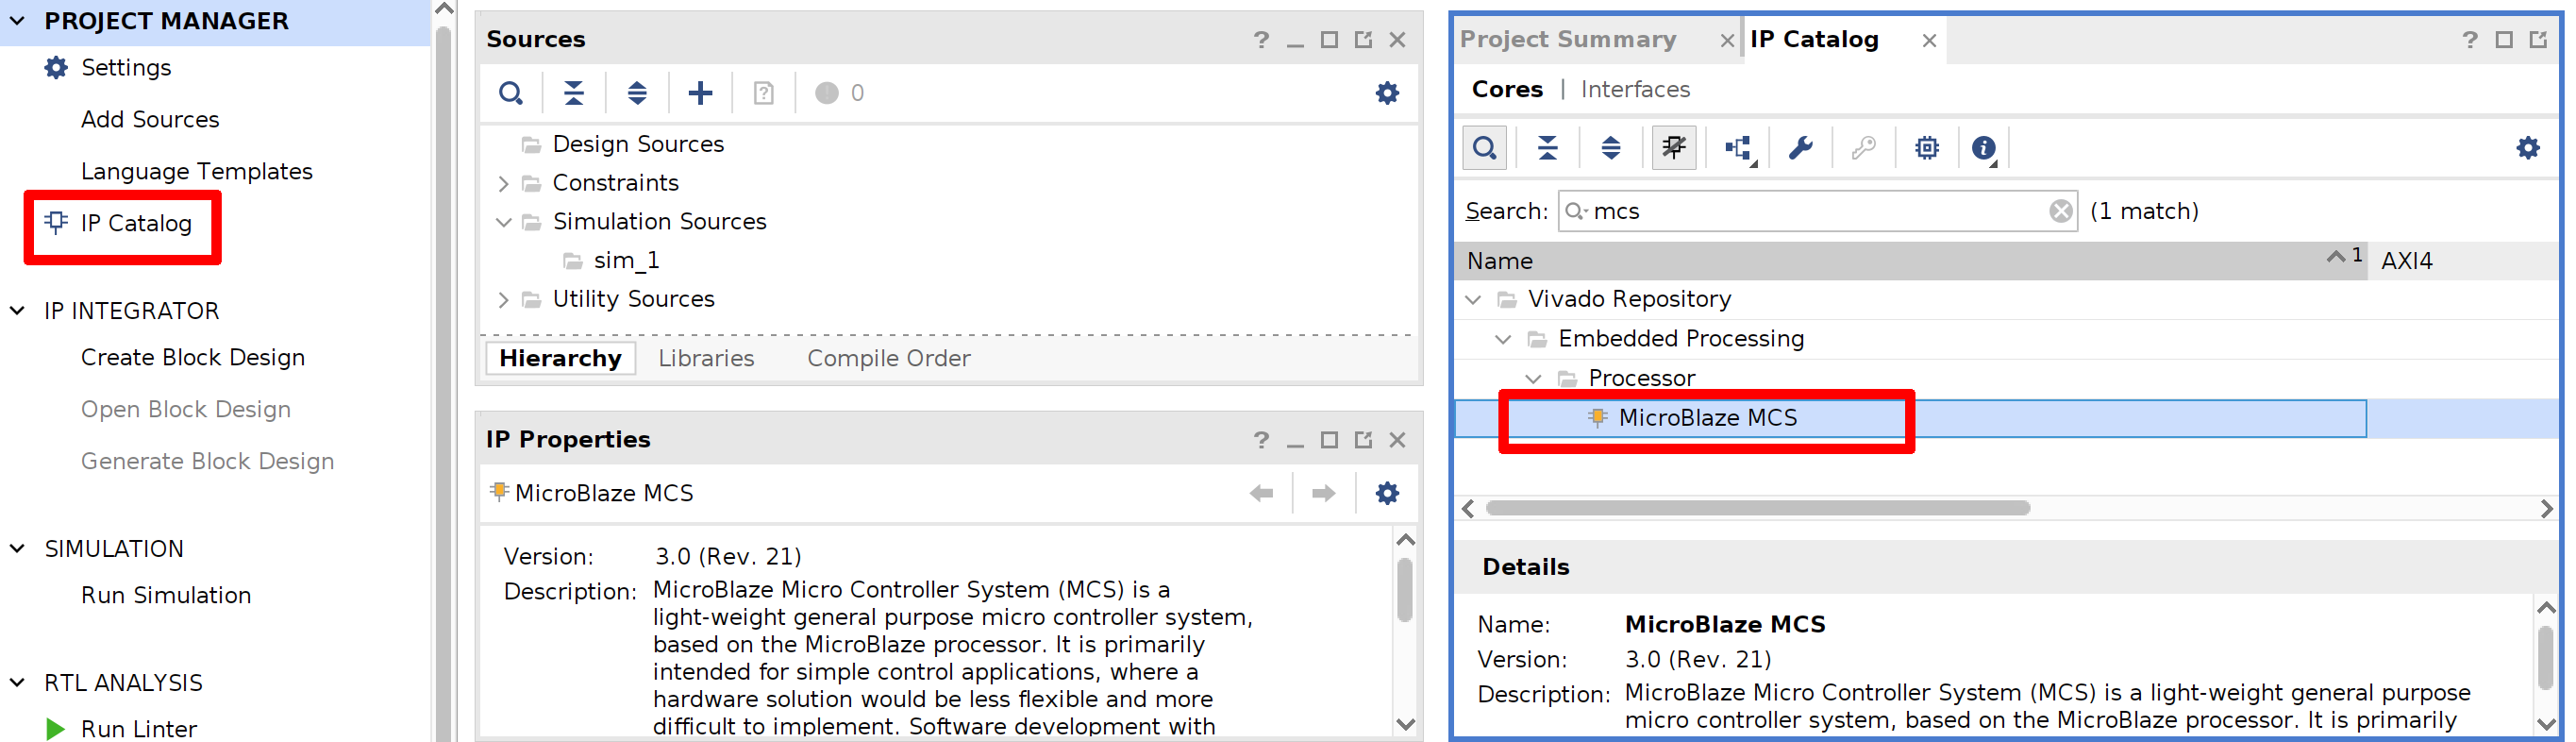 PROJECT MANAGER
Settings
Add Sources
Language Templates
IP Catalog
IP INTEGRATOR
Create Block Design
Open Block Design
Generate Block Design
SIMULATION
Run Simulation
RTL ANALYSIS
Run Linter
Sources
0
Design Sources
Constraints
Simulation Sources
sim_1
Utility Sources
Hierarchy Libraries Compile Order
IP Properties
MicroBlaze MCS
Version: 3.0 (Rev. 21)
Description: MicroBlaze Micro Controller System (MCS) is a
light-weight general purpose micro controller system,
based on the MicroBlaze processor. It is primarily
intended for simple control applications, where a
hardware solution would be less flexible and more
difficult to implement. Software development with
Project Summary IP Catalog
Cores | Interfaces
Search: mcs (1 match)
Name 1 AXI4
Vivado Repository
Embedded Processing
Processor
MicroBlaze MCS
Details
Name: MicroBlaze MCS
Version: 3.0 (Rev. 21)
Description: MicroBlaze Micro Controller System (MCS) is a light-weight general purpose
micro controller system, based on the MicroBlaze processor. It is primarily